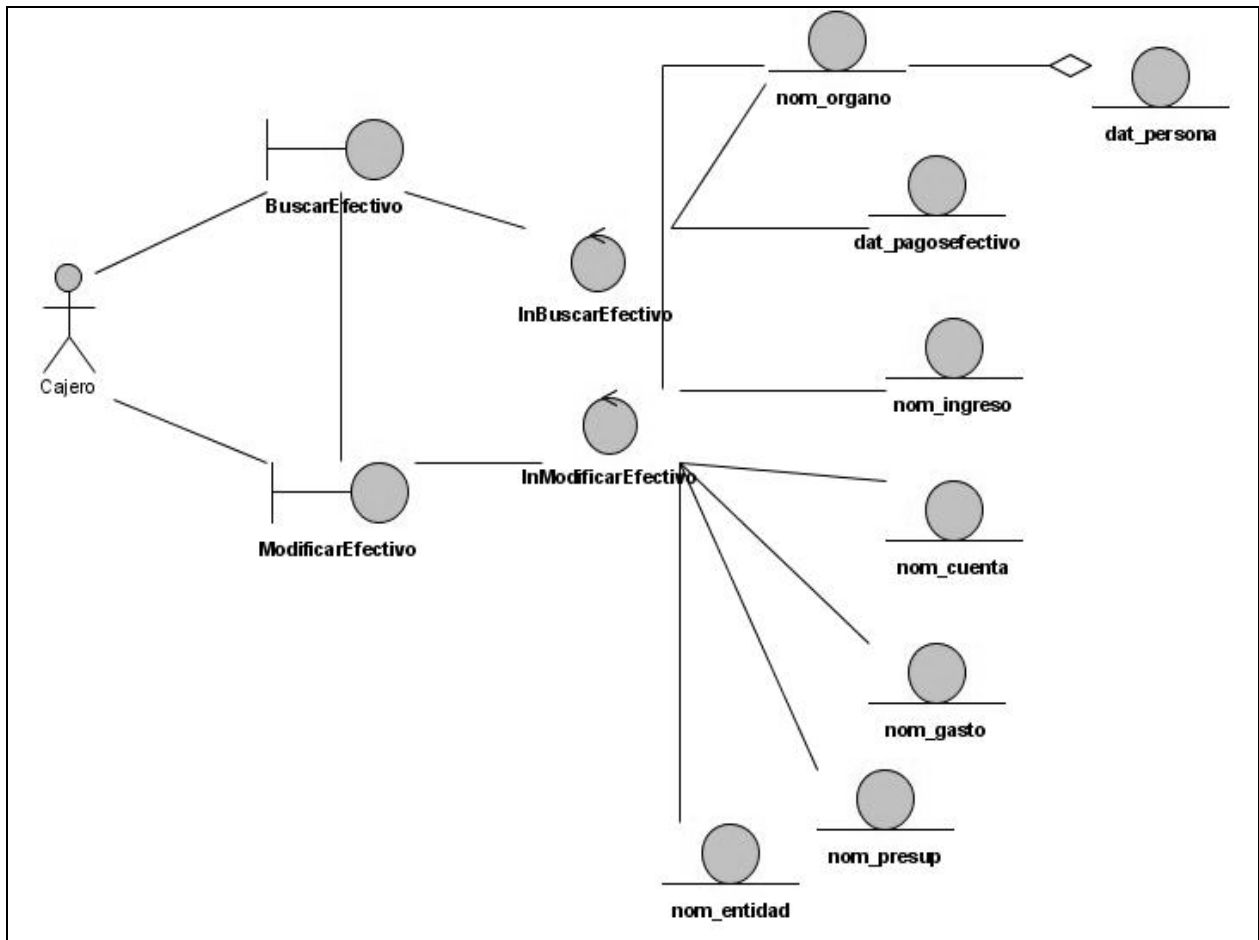 nom_organo
dat_persona
BuscarEfectivo
dat_pagosefectivo
InBuscarEfectivo
Cajero
nom_ingreso
InModificarEfectivo
ModificarEfectivo
nom_cuenta
nom_gasto
nom_presup
nom_entidad